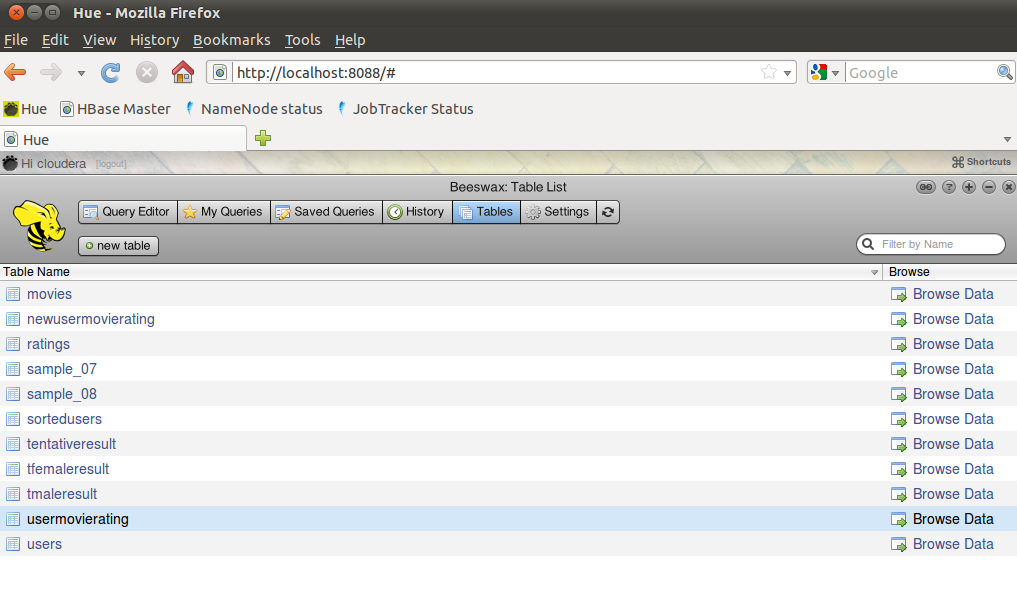 Hue - Mozilla Firefox
File Edit View History Bookmarks Tools Help
http://localhost:8088/# Google
Hue HBase Master NameNode status JobTracker Status
Hue
Hi cloudera [logout] Shortcuts
Beeswax: Table List
Query Editor My Queries Saved Queries History Tables Settings
new table Filter by Name
Table Name Browse
movies Browse Data
newusermovierating Browse Data
ratings Browse Data
sample_07 Browse Data
sample_08 Browse Data
sortedusers Browse Data
tentativeresult Browse Data
tfemaleresult Browse Data
tmaleresult Browse Data
usermovierating Browse Data
users Browse Data